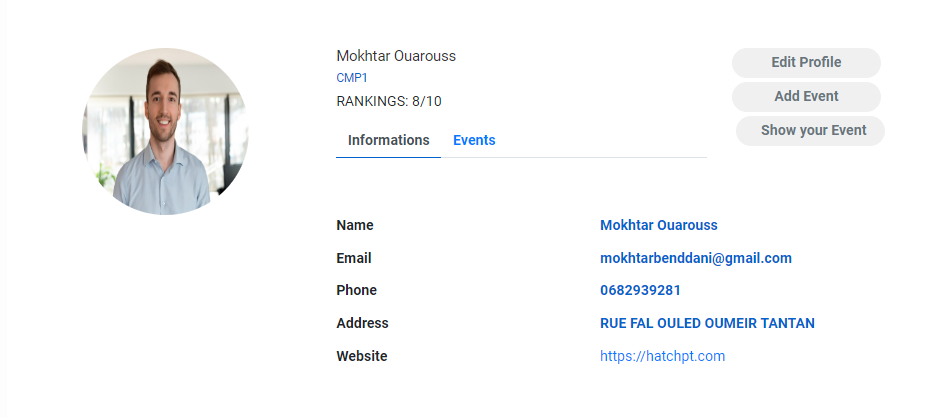 Mokhtar Ouarouss
CMP1
RANKINGS: 8/10
Informations Events
Edit Profile
Add Event
Show your Event
Name Mokhtar Ouarouss
Email mokhtarbenddani@gmail.com
Phone 0682939281
Address RUE FAL OULED OUMEIR TANTAN
Website https://hatchpt.com